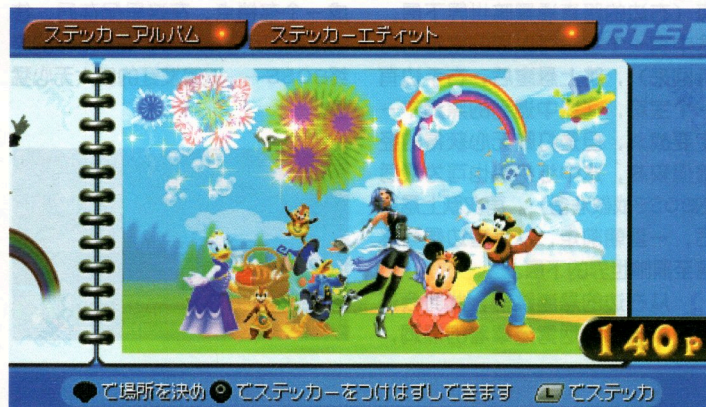 ステッカーアルバム
ステッカーエディット
RTS
140P
で場所を決め でステッカーをつけはずしできます L でステッカ